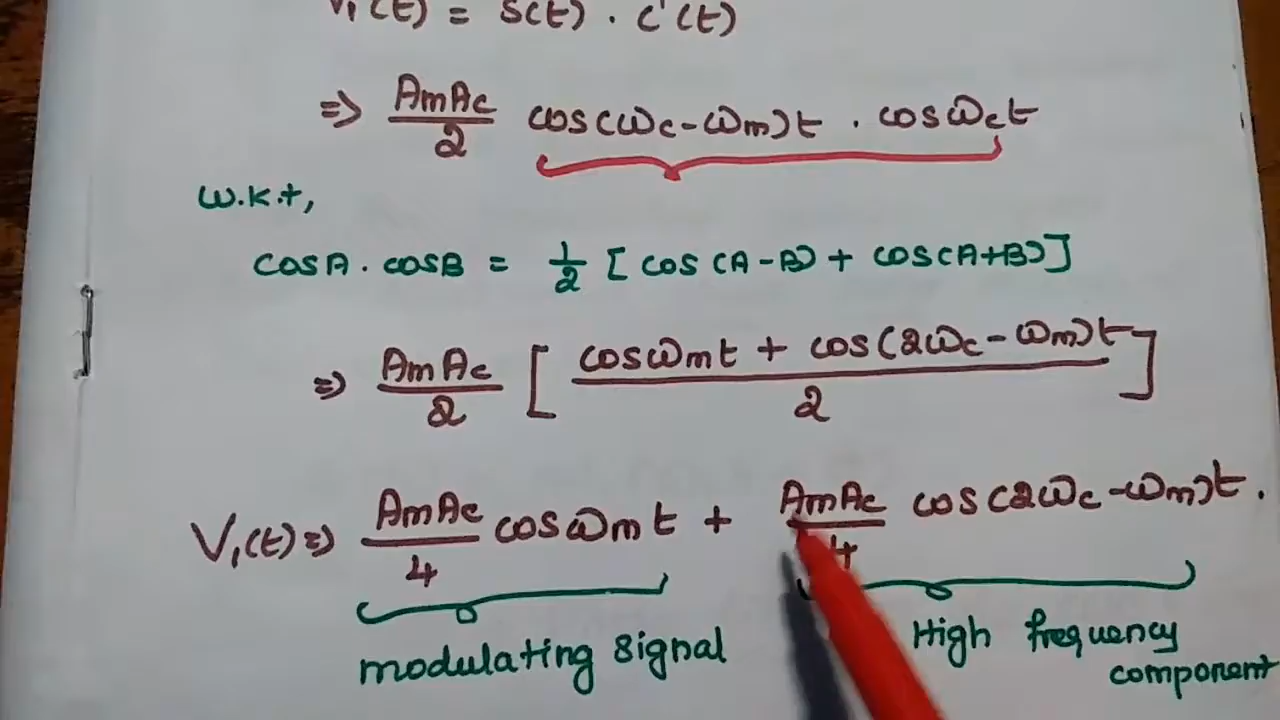 V₁(t) = S(t) . C'(t)
=> AmAc/2 cos(ωc-ωm)t . cosωct
w.k.t,
cosA . cosB = 1/2 [cos(A-B) + cos(A+B)]
=> AmAc/2 [cosωmt + cos(2ωc-ωm)t / 2]
V₁(t) => AmAc/4 cosωmt + AmAc/4 cos(2ωc-ωm)t.
modulating signal High frequency
component